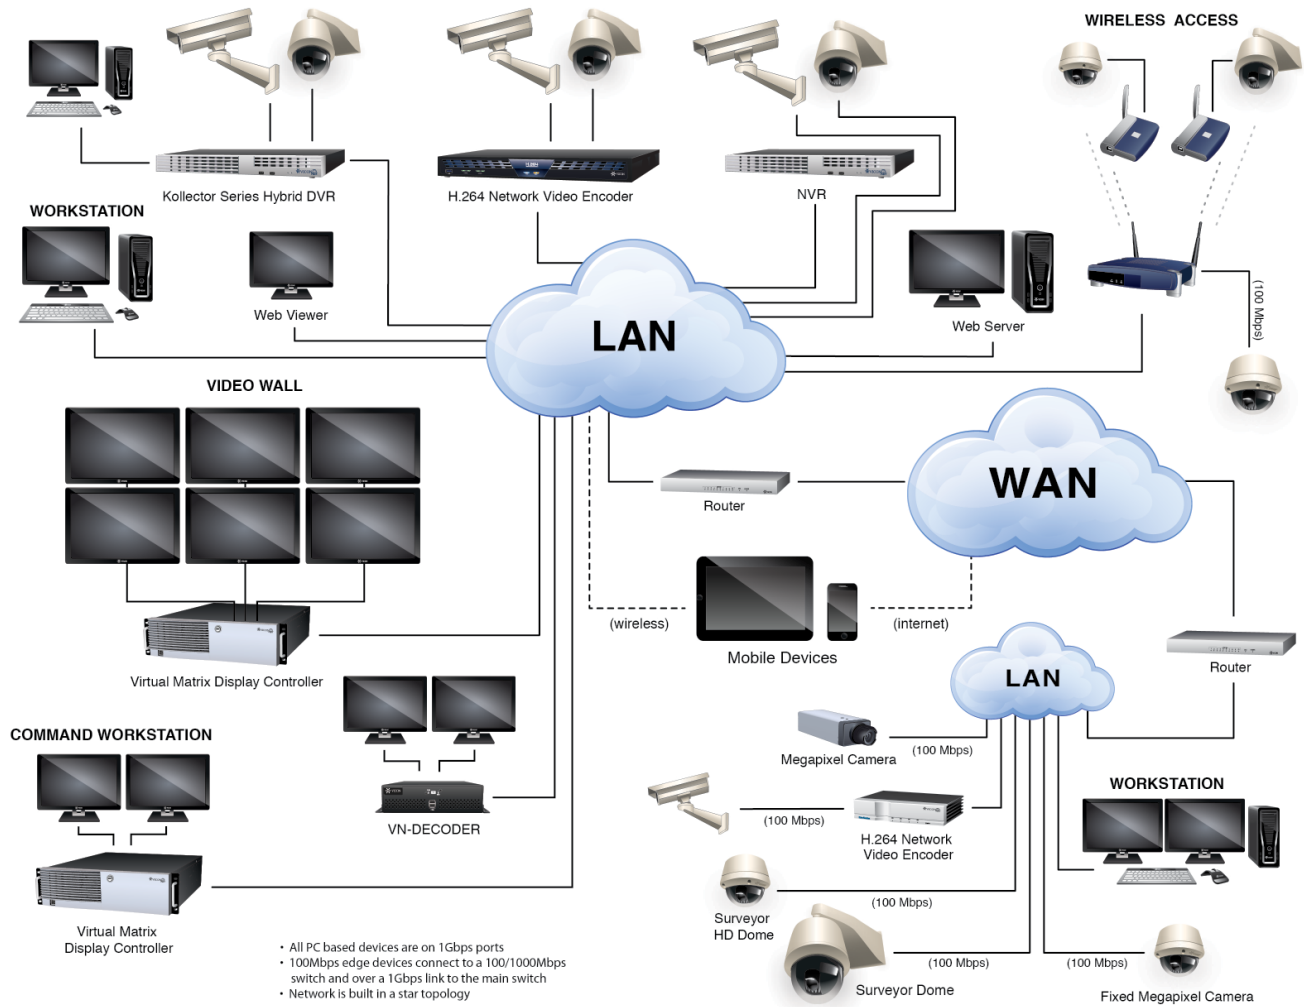 WIRELESS ACCESS
Kollector Series Hybrid DVR
H.264 Network Video Encoder
NVR
WORKSTATION
Web Viewer
Web Server
(100 Mbps)
LAN
VIDEO WALL
WAN
Router
(wireless)
(internet)
Mobile Devices
Router
Virtual Matrix Display Controller
LAN
COMMAND WORKSTATION
Megapixel Camera
(100 Mbps)
WORKSTATION
VN-DECODER
(100 Mbps)
H.264 Network
Video Encoder
(100 Mbps)
Surveyor
HD Dome
Virtual Matrix
Display Controller
• All PC based devices are on 1Gbps ports
• 100Mbps edge devices connect to a 100/1000Mbps
switch and over a 1Gbps link to the main switch
• Network is built in a star topology
(100 Mbps)
(100 Mbps)
Surveyor Dome
Fixed Megapixel Camera